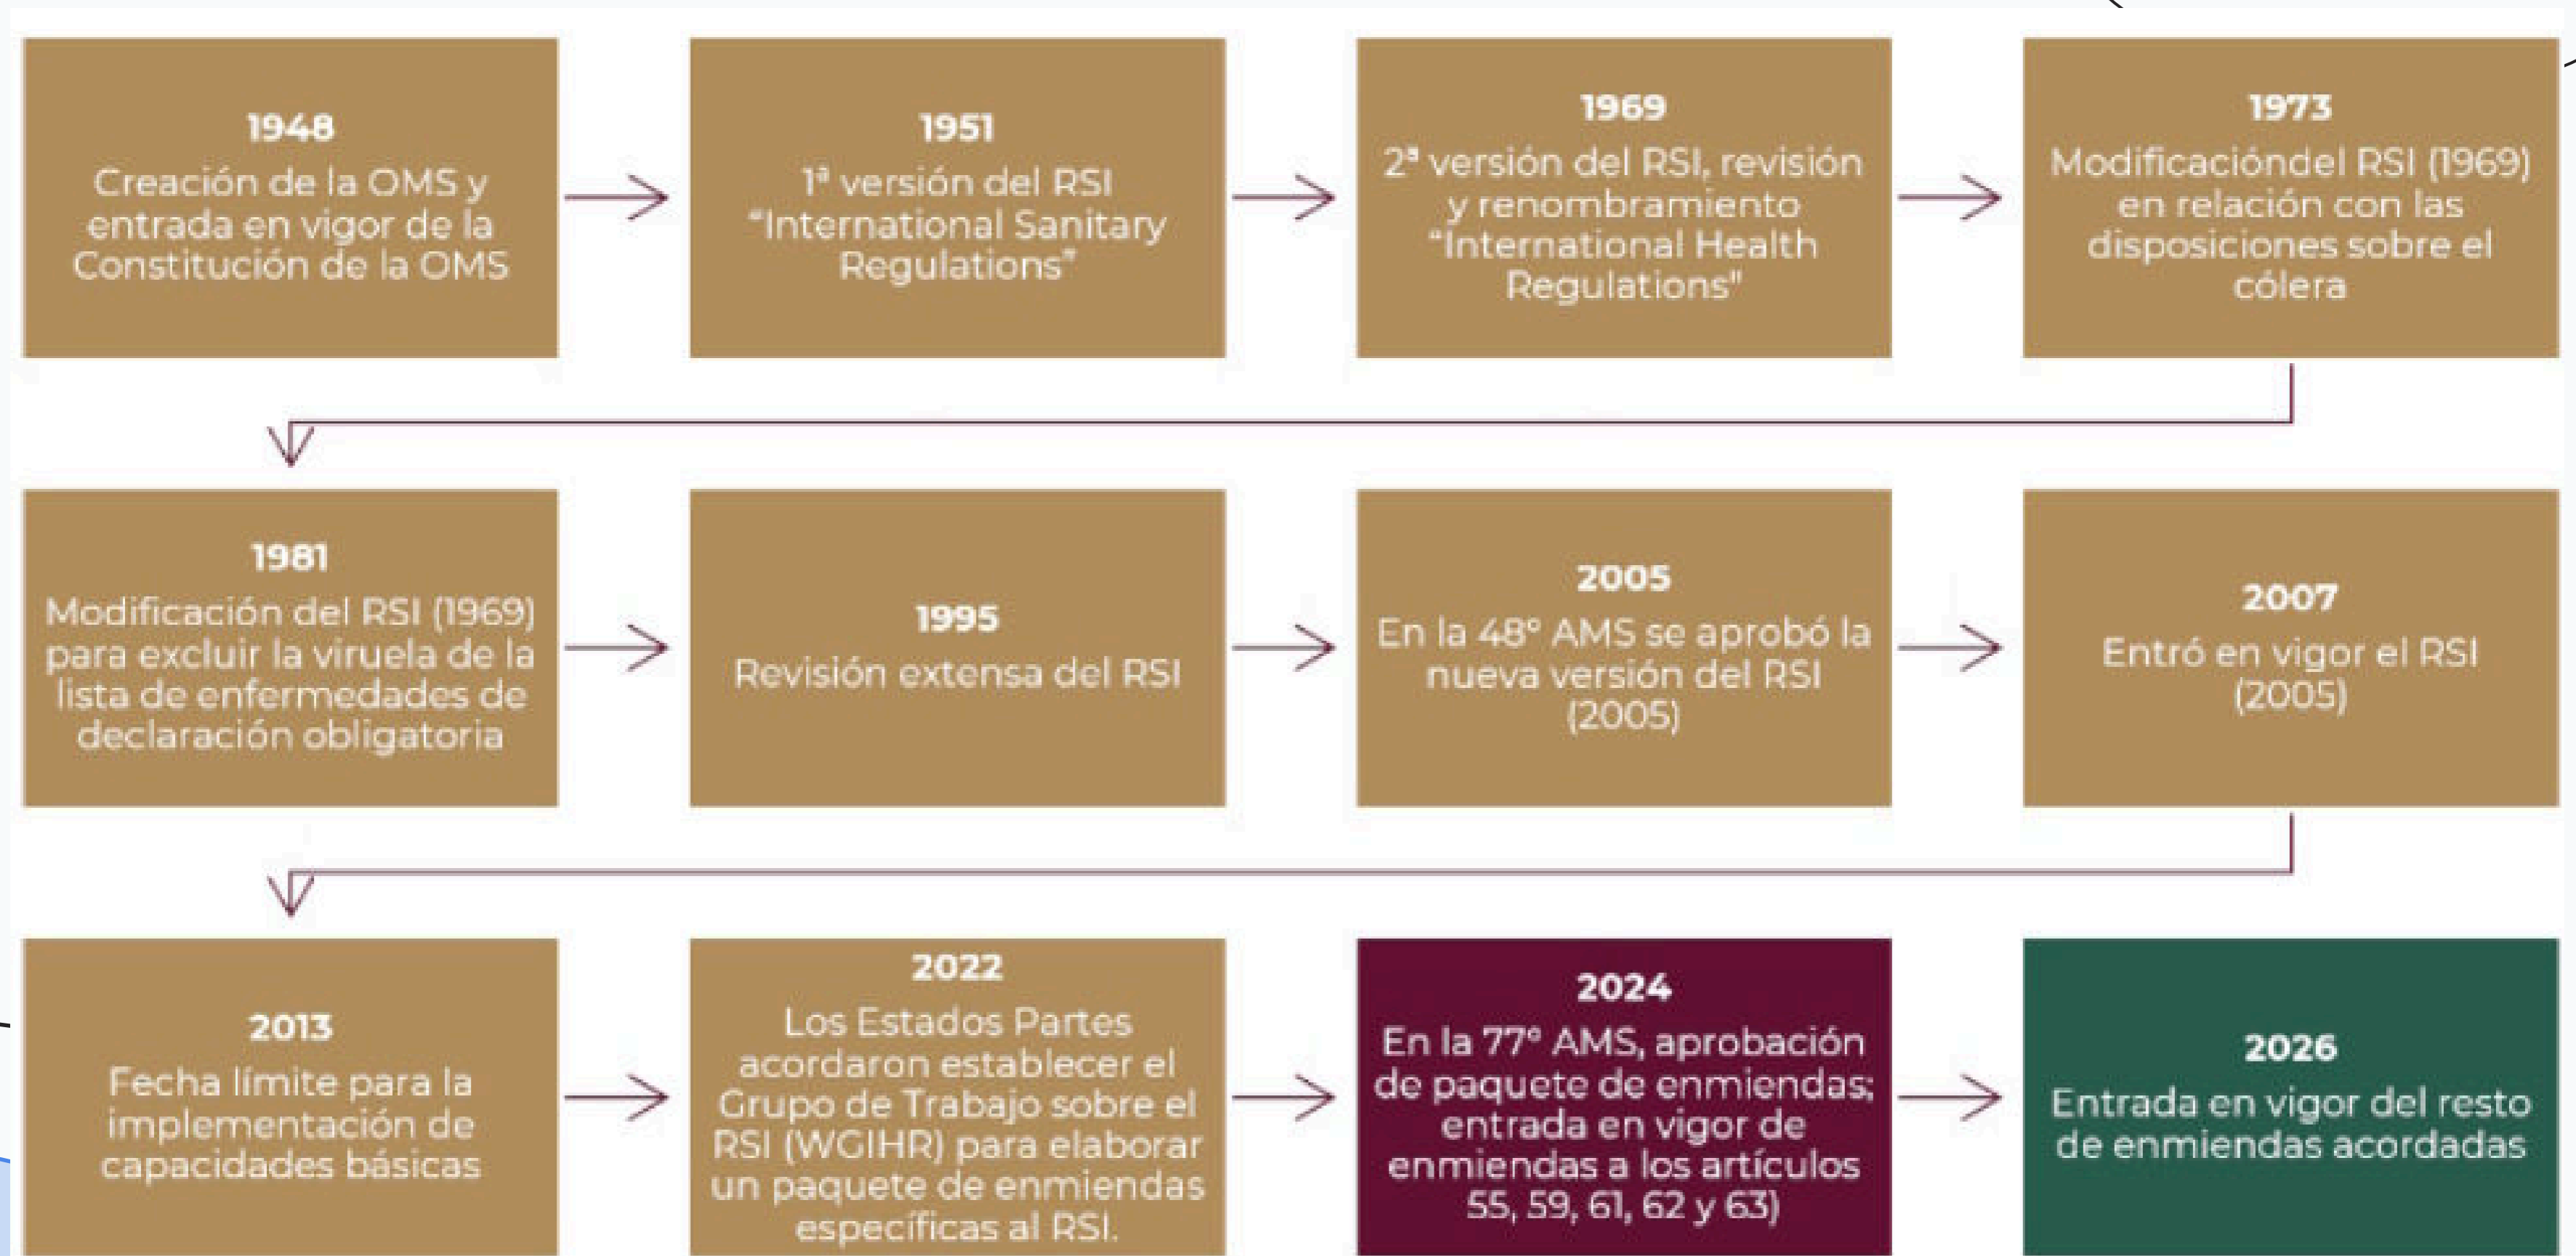 1948
Creación de la OMS y
entrada en vigor de la
Constitución de la OMS
1951
1ª versión del RSI
“International Sanitary
Regulations”
1969
2ª versión del RSI, revisión
y renombramiento
“International Health
Regulations"
1973
Modificacióndel RSI (1969)
en relación con las
disposiciones sobre el
cólera
1981
Modificación del RSI (1969)
para excluir la viruela de la
lista de enfermedades de
declaración obligatoria
1995
Revisión extensa del RSI
2005
En la 48° AMS se aprobó la
nueva versión del RSI
(2005)
2007
Entró en vigor el RSI
(2005)
2013
Fecha límite para la
implementación de
capacidades básicas
2022
Los Estados Partes
acordaron establecer el
Grupo de Trabajo sobre el
RSI (WGIHR) para elaborar
un paquete de enmiendas
específicas al RSI.
2024
En la 77° AMS, aprobación
de paquete de enmiendas;
entrada en vigor de
enmiendas a los artículos
55, 59, 61, 62 y 63)
2026
Entrada en vigor del resto
de enmiendas acordadas